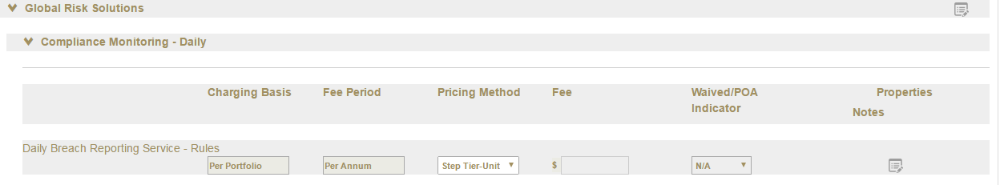 Global Risk Solutions
Compliance Monitoring - Daily
Charging Basis Fee Period Pricing Method Fee Waived/POA Indicator Properties
Notes
Daily Breach Reporting Service - Rules
Per Portfolio Per Annum Step Tier-Unit $ N/A